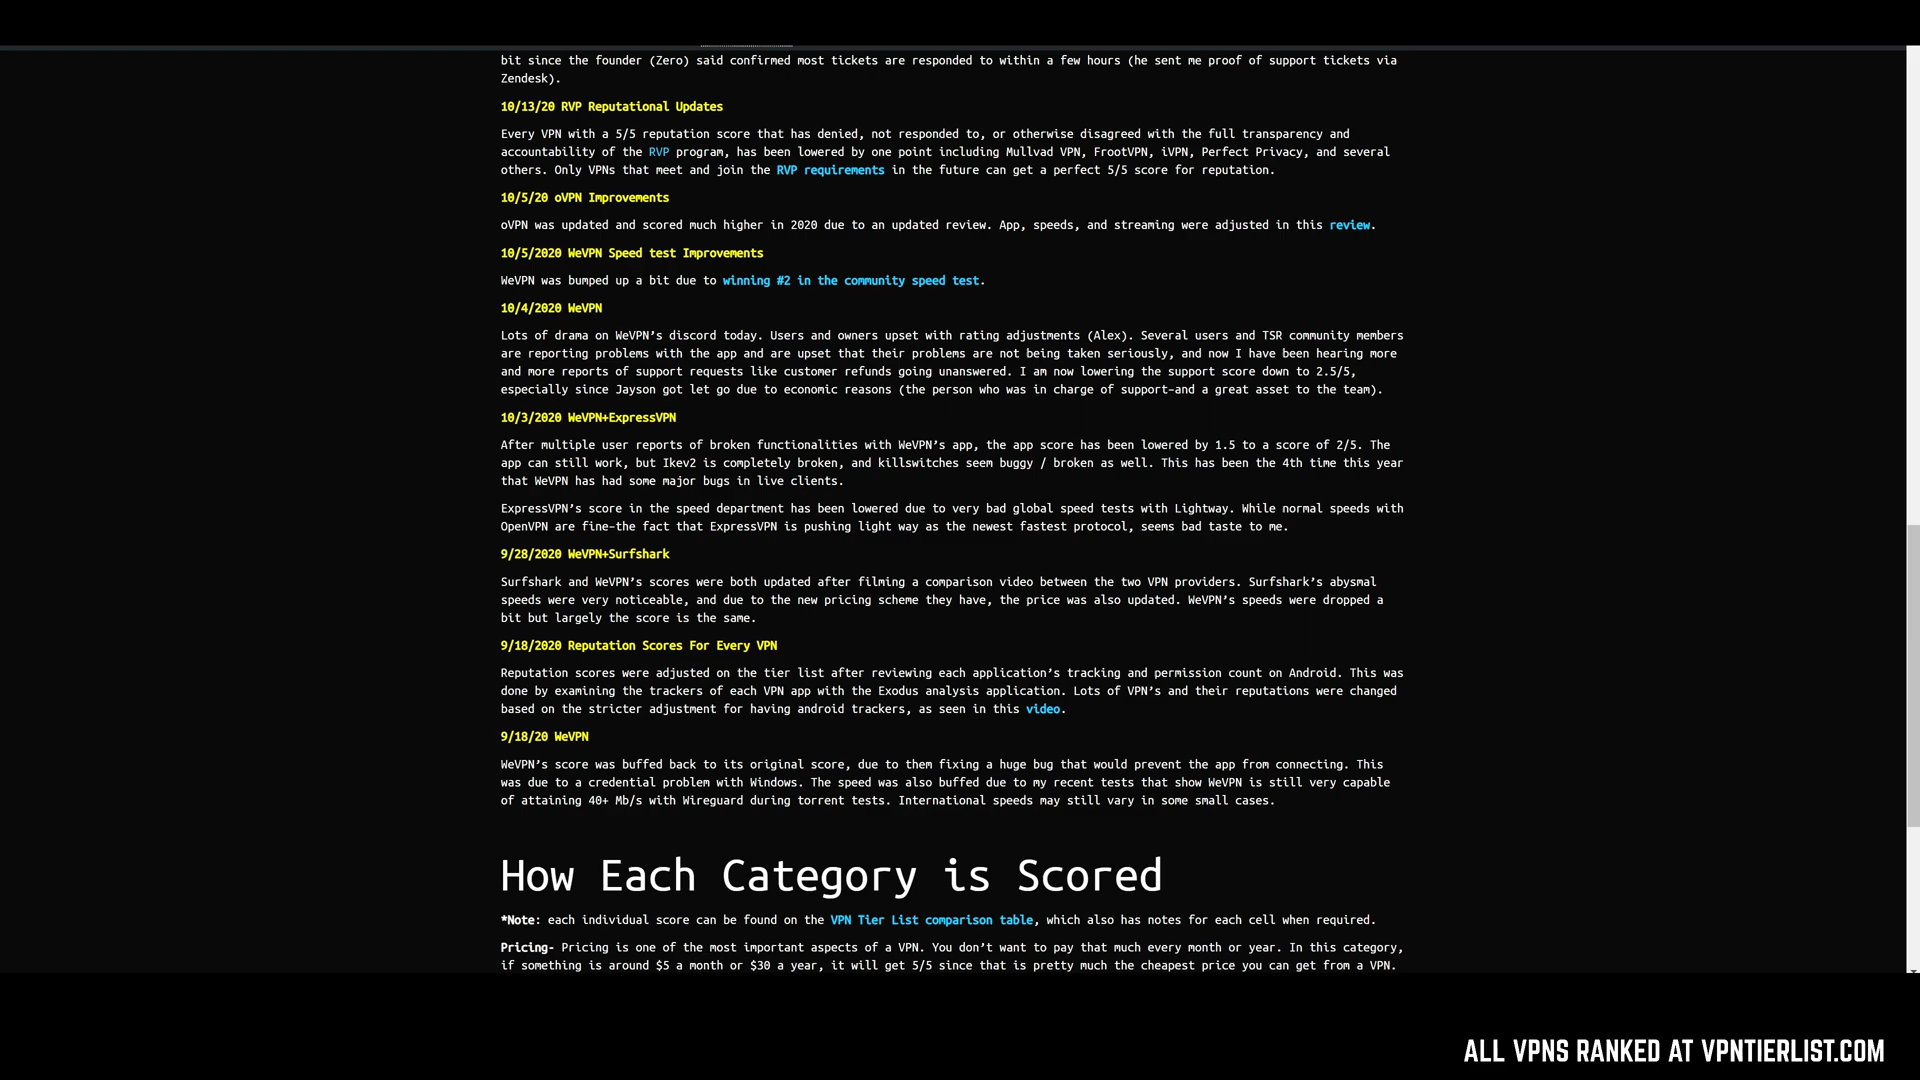 bit since the founder (Zero) said confirmed most tickets are responded to within a few hours (he sent me proof of support tickets via
Zendesk).
10/13/20 RVP Reputational Updates
Every VPN with a 5/5 reputation score that has denied, not responded to, or otherwise disagreed with the full transparency and
accountability of the RVP program, has been lowered by one point including Mullvad VPN, FrootVPN, iVPN, Perfect Privacy, and several
others. Only VPNs that meet and join the RVP requirements in the future can get a perfect 5/5 score for reputation.
10/5/20 oVPN Improvements
oVPN was updated and scored much higher in 2020 due to an updated review. App, speeds, and streaming were adjusted in this review.
10/5/2020 WeVPN Speed test Improvements
WeVPN was bumped up a bit due to winning #2 in the community speed test.
10/4/2020 WeVPN
Lots of drama on WeVPN’s discord today. Users and owners upset with rating adjustments (Alex). Several users and TSR community members
are reporting problems with the app and are upset that their problems are not being taken seriously, and now I have been hearing more
and more reports of support requests like customer refunds going unanswered. I am now lowering the support score down to 2.5/5,
especially since Jayson got let go due to economic reasons (the person who was in charge of support–and a great asset to the team).
10/3/2020 WeVPN+ExpressVPN
After multiple user reports of broken functionalities with WeVPN’s app, the app score has been lowered by 1.5 to a score of 2/5. The
app can still work, but Ikev2 is completely broken, and killswitches seem buggy / broken as well. This has been the 4th time this year
that WeVPN has had some major bugs in live clients.
ExpressVPN’s score in the speed department has been lowered due to very bad global speed tests with Lightway. While normal speeds with
OpenVPN are fine–the fact that ExpressVPN is pushing light way as the newest fastest protocol, seems bad taste to me.
9/28/2020 WeVPN+Surfshark
Surfshark and WeVPN’s scores were both updated after filming a comparison video between the two VPN providers. Surfshark’s abysmal
speeds were very noticeable, and due to the new pricing scheme they have, the price was also updated. WeVPN’s speeds were dropped a
bit but largely the score is the same.
9/18/2020 Reputation Scores For Every VPN
Reputation scores were adjusted on the tier list after reviewing each application’s tracking and permission count on Android. This was
done by examining the trackers of each VPN app with the Exodus analysis application. Lots of VPN’s and their reputations were changed
based on the stricter adjustment for having android trackers, as seen in this video.
9/18/20 WeVPN
WeVPN’s score was buffed back to its original score, due to them fixing a huge bug that would prevent the app from connecting. This
was due to a credential problem with Windows. The speed was also buffed due to my recent tests that show WeVPN is still very capable
of attaining 40+ Mb/s with Wireguard during torrent tests. International speeds may still vary in some small cases.
How Each Category is Scored
*Note: each individual score can be found on the VPN Tier List comparison table, which also has notes for each cell when required.
Pricing- Pricing is one of the most important aspects of a VPN. You don’t want to pay that much every month or year. In this category,
if something is around $5 a month or $30 a year, it will get 5/5 since that is pretty much the cheapest price you can get from a VPN.
ALL VPNS RANKED AT VPNTIERLIST.COM